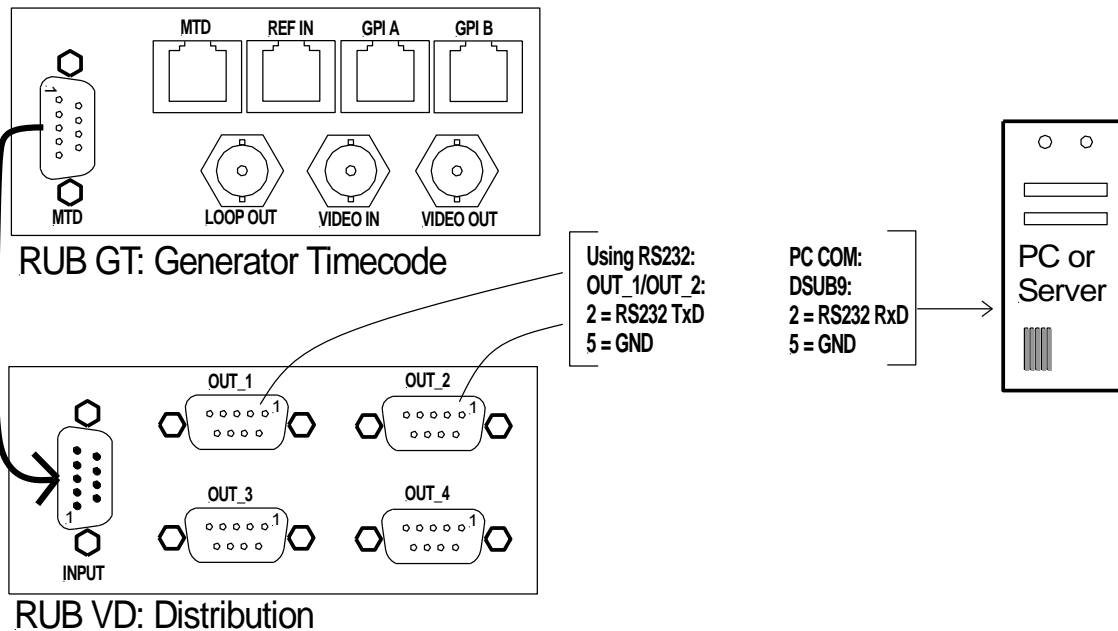 MTD REF IN GPI A GPI B
1
MTD
LOOP OUT VIDEO IN VIDEO OUT
RUB GT: Generator Timecode
Using RS232:
OUT_1/OUT_2:
2 = RS232 TxD
5 = GND
PC COM:
DSUB9:
2 = RS232 RxD
5 = GND
PC or
Server
OUT_1 OUT_2
1 1
OUT_3 OUT_4
1 1
1
INPUT
RUB VD: Distribution